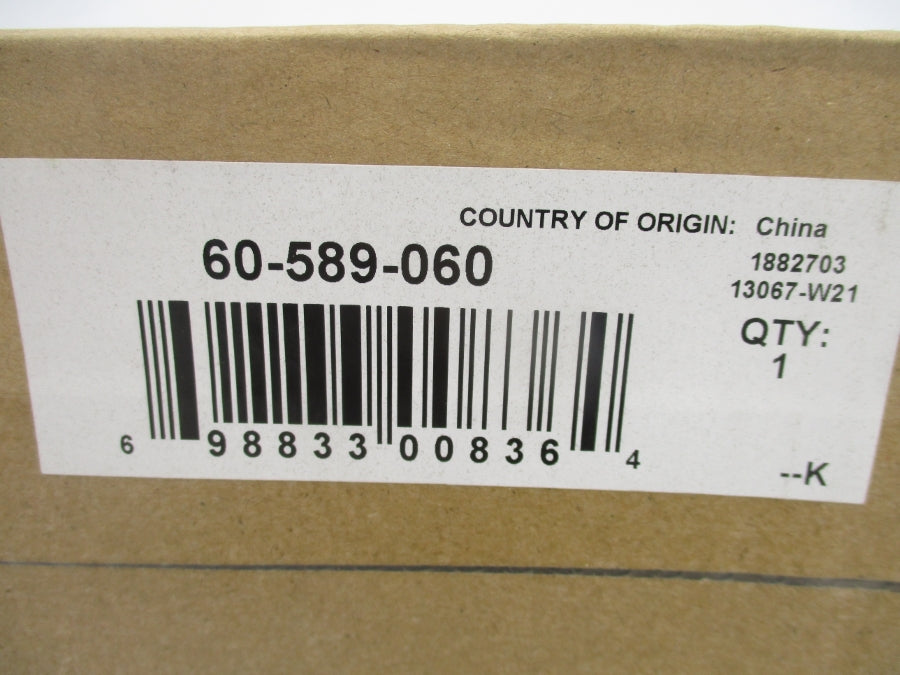 COUNTRY OF ORIGIN: China
60-589-060
1882703
13067-W21
QTY:
1
6 98833 00836 4
--K